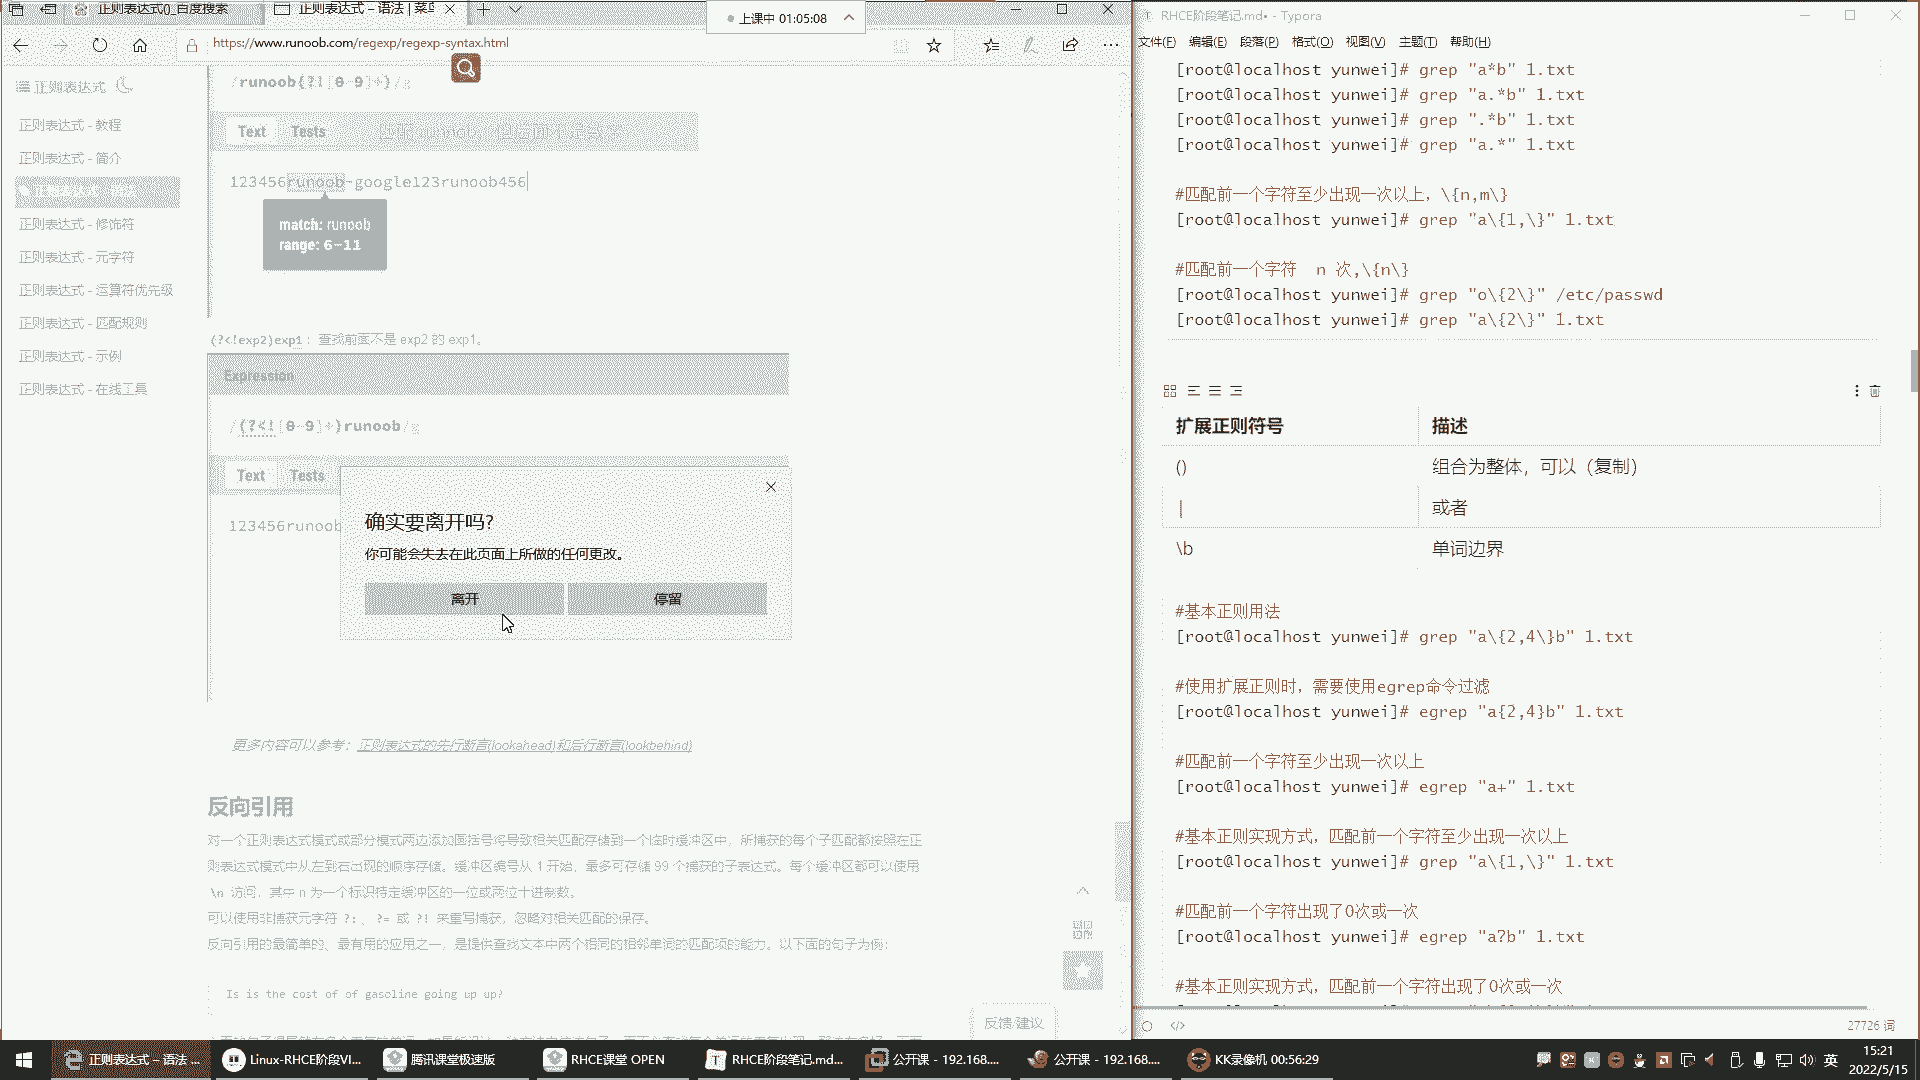 正则表达式()_百度搜索
正则表达式 – 语法 | 菜鸟
上课中 01:05:08
https://www.runoob.com/regexp/regexp-syntax.html
正则表达式
正则表达式 - 教程
正则表达式 - 简介
正则表达式 - 语法
正则表达式 - 修饰符
正则表达式 - 元字符
正则表达式 - 运算符优先级
正则表达式 - 匹配规则
正则表达式 - 示例
正则表达式 - 在线工具
/runoob(?![0-9]+)/g
Text
Tests
123456runoob-google123runoob456
match: runoob
range: 6-11
(?<!exp2)exp1：查找前面不是 exp2 的 exp1。
Expression
/(?<![0-9]+)runoob/g
Text
Tests
123456runoob
确实要离开吗?
你可能会失去在此页面上所做的任何更改。
离开
停留
更多内容可以参考：正则表达式的先行断言(lookahead)和后行断言(lookbehind)
反向引用
对一个正则表达式模式或部分模式两边添加圆括号将导致相关匹配存储到一个临时缓冲区中，所捕获的每个子匹配都按照在正
则表达式模式中从左到右出现的顺序存储。缓冲区编号从 1 开始，最多可存储 99 个捕获的子表达式。每个缓冲区都可以使用
\n 访问，其中 n 为一个标识特定缓冲区的一位或两位十进制数。
可以使用非捕获元字符 ?:、?= 或 ?! 来重写捕获，忽略对相关匹配的保存。
反向引用的最简单的、最有用的应用之一，是提供查找文本中两个相同的相邻单词的匹配项的能力。以下面的句子为例：
Is is the cost of of gasoline going up up?
反馈/建议
RHCE阶段笔记.md• - Typora
文件(F) 编辑(E) 段落(P) 格式(O) 视图(V) 主题(T) 帮助(H)
[root@localhost yunwei]# grep "a*b" 1.txt
[root@localhost yunwei]# grep "a.*b" 1.txt
[root@localhost yunwei]# grep ".*b" 1.txt
[root@localhost yunwei]# grep "a.*" 1.txt
#匹配前一个字符至少出现一次以上，\{n,m\}
[root@localhost yunwei]# grep "a\{1,\}" 1.txt
#匹配前一个字符  n 次,\{n\}
[root@localhost yunwei]# grep "o\{2\}" /etc/passwd
[root@localhost yunwei]# grep "a\{2\}" 1.txt
扩展正则符号 描述
() 组合为整体，可以（复制）
| 或者
\b 单词边界
#基本正则用法
[root@localhost yunwei]# grep "a\{2,4\}b" 1.txt
#使用扩展正则时，需要使用egrep命令过滤
[root@localhost yunwei]# egrep "a{2,4}b" 1.txt
#匹配前一个字符至少出现一次以上
[root@localhost yunwei]# egrep "a+" 1.txt
#基本正则实现方式，匹配前一个字符至少出现一次以上
[root@localhost yunwei]# grep "a\{1,\}" 1.txt
#匹配前一个字符出现了0次或一次
[root@localhost yunwei]# egrep "a?b" 1.txt
#基本正则实现方式，匹配前一个字符出现了0次或一次
27726 词
正则表达式 – 语法 ...
Linux-RHCE阶段VI...
腾讯课堂极速版
RHCE课堂 OPEN
RHCE阶段笔记.md...
公开课 - 192.168....
公开课 - 192.168....
KK录像机 00:56:29
英
15:21
2022/5/15